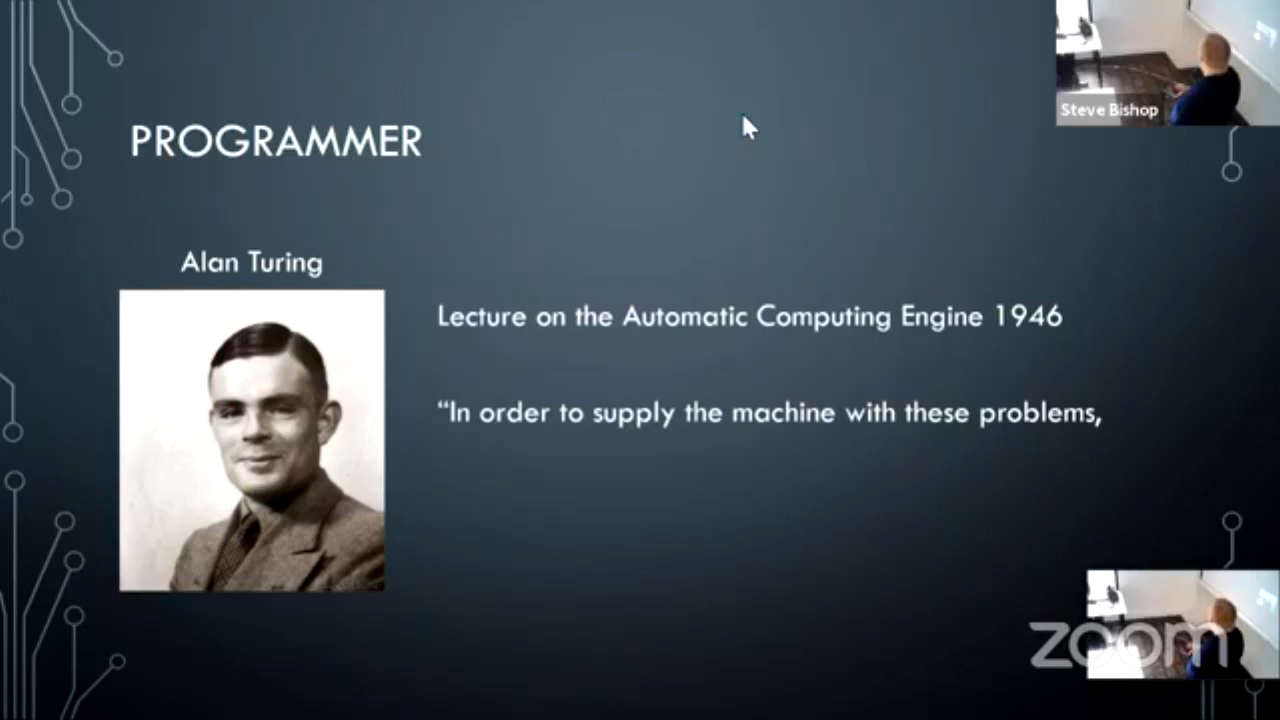 Steve Bishop
PROGRAMMER
Alan Turing
Lecture on the Automatic Computing Engine 1946
“In order to supply the machine with these problems,
zoom